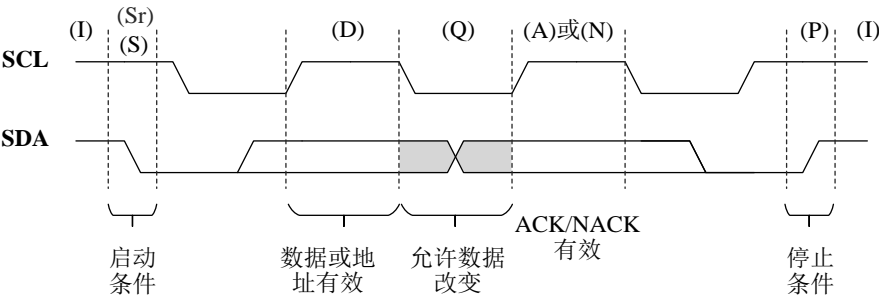 (Sr)
(I)
(S)
(D)
(Q)
(A)或(N)
(P)
(I)
SCL
SDA
启动
条件
数据或地
址有效
允许数据
改变
ACK/NACK
有效
停止
条件